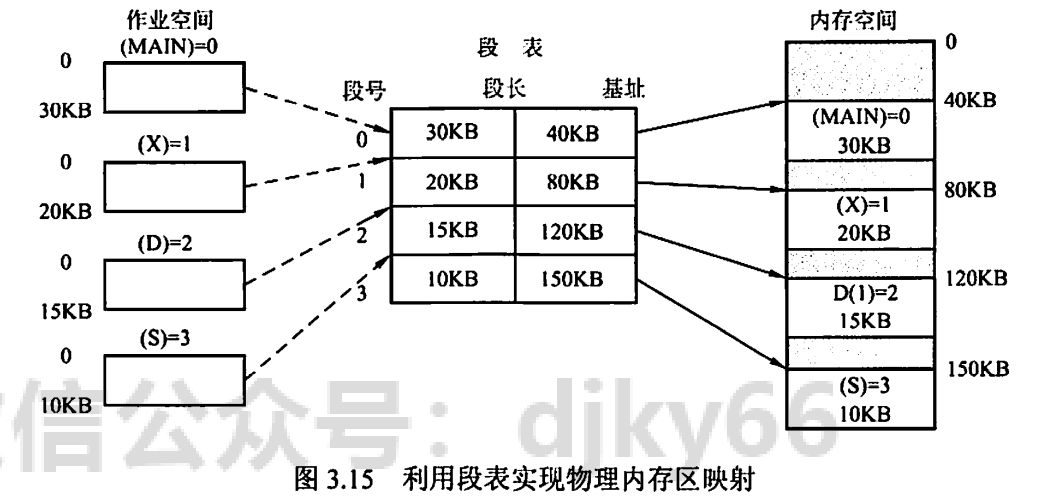 作业空间
(MAIN)=0
0
30KB
(X)=1
0
20KB
(D)=2
0
15KB
(S)=3
0
10KB
段 表
段号 段长 基址
0 30KB 40KB
1 20KB 80KB
2 15KB 120KB
3 10KB 150KB
内存空间
0
40KB
(MAIN)=0
30KB
80KB
(X)=1
20KB
120KB
D(1)=2
15KB
150KB
(S)=3
10KB
信公众号: djky66
图 3.15 利用段表实现物理内存区映射